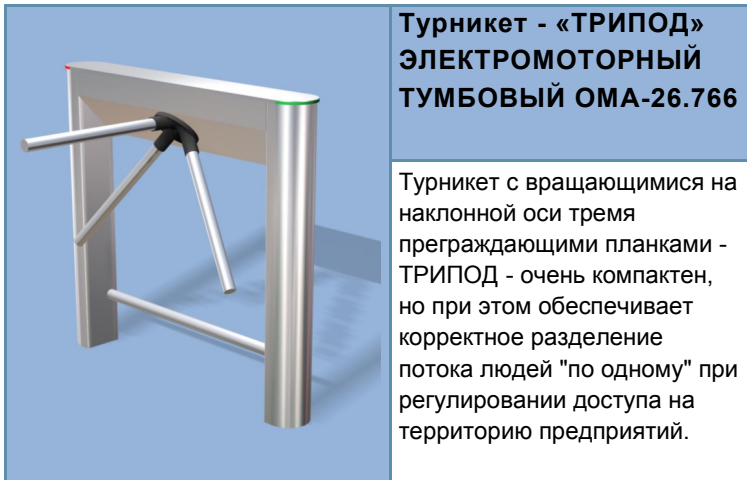 Турникет - «ТРИПОД»
ЭЛЕКТРОМОТОРНЫЙ
ТУМБОВЫЙ ОМА-26.766
Турникет с вращающимися на
наклонной оси тремя
преграждающими планками -
ТРИПОД - очень компактен,
но при этом обеспечивает
корректное разделение
потока людей "по одному" при
регулировании доступа на
территорию предприятий.